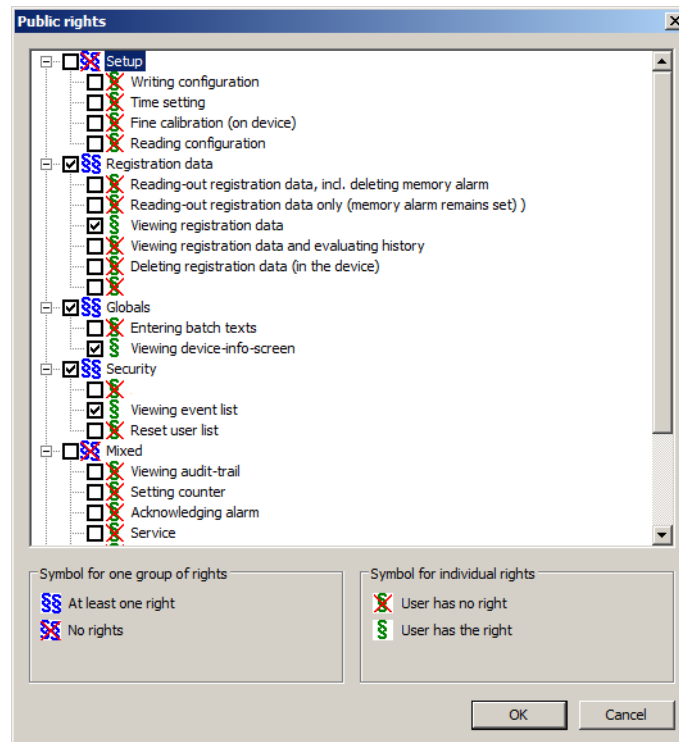 Public rights
Setup
Writing configuration
Time setting
Fine calibration (on device)
Reading configuration
Registration data
Reading-out registration data, incl. deleting memory alarm
Reading-out registration data only (memory alarm remains set) )
Viewing registration data
Viewing registration data and evaluating history
Deleting registration data (in the device)
Globals
Entering batch texts
Viewing device-info-screen
Security
Viewing event list
Reset user list
Mixed
Viewing audit-trail
Setting counter
Acknowledging alarm
Service
Symbol for one group of rights
§§ At least one right
§§ No rights
Symbol for individual rights
§ User has no right
§ User has the right
OK
Cancel